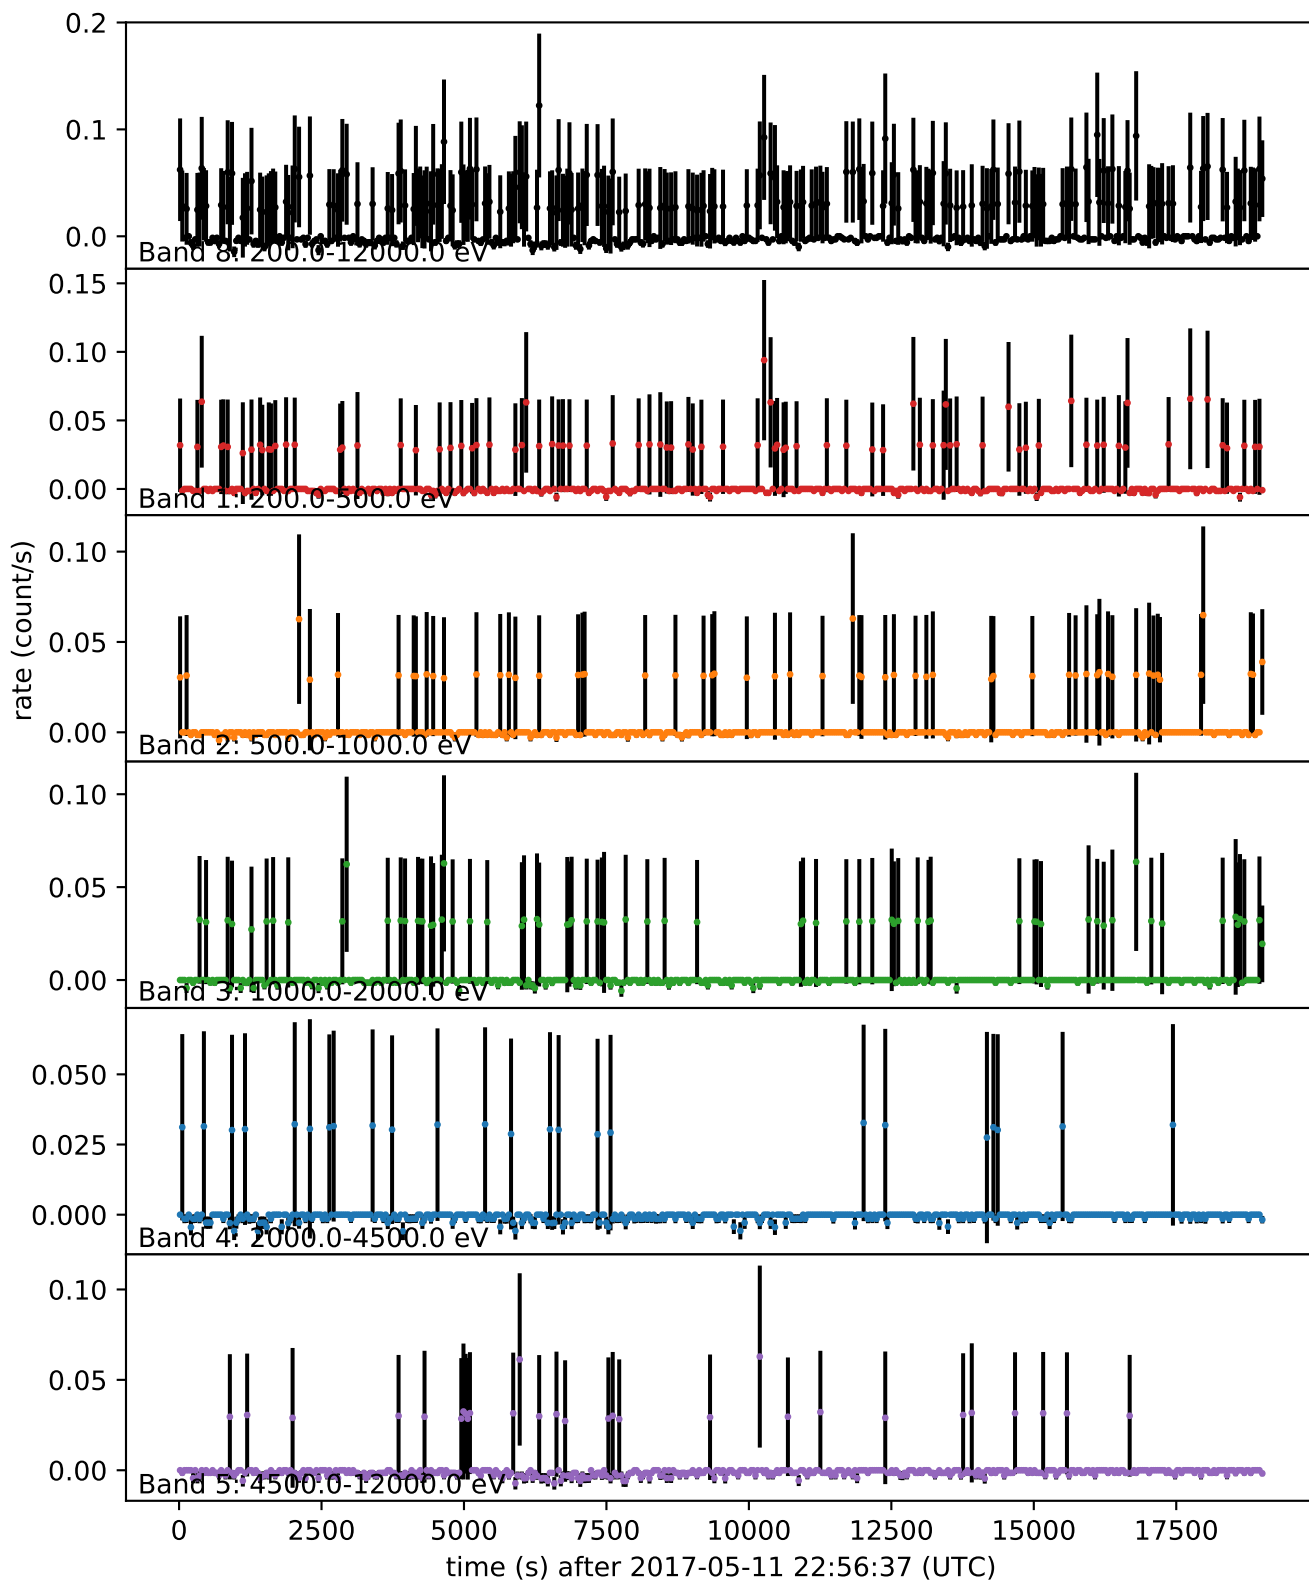 0.2
0.1
0.0
Band 8: 200.0-12000.0 eV
0.15
0.10
0.05
0.00
Band 1: 200.0-500.0 eV
rate (count/s)
0.10
0.05
0.00
Band 2: 500.0-1000.0 eV
0.10
0.05
0.00
Band 3: 1000.0-2000.0 eV
0.050
0.025
0.000
Band 4: 2000.0-4500.0 eV
0.10
0.05
0.00
Band 5: 4500.0-12000.0 eV
0 2500 5000 7500 10000 12500 15000 17500
time (s) after 2017-05-11 22:56:37 (UTC)